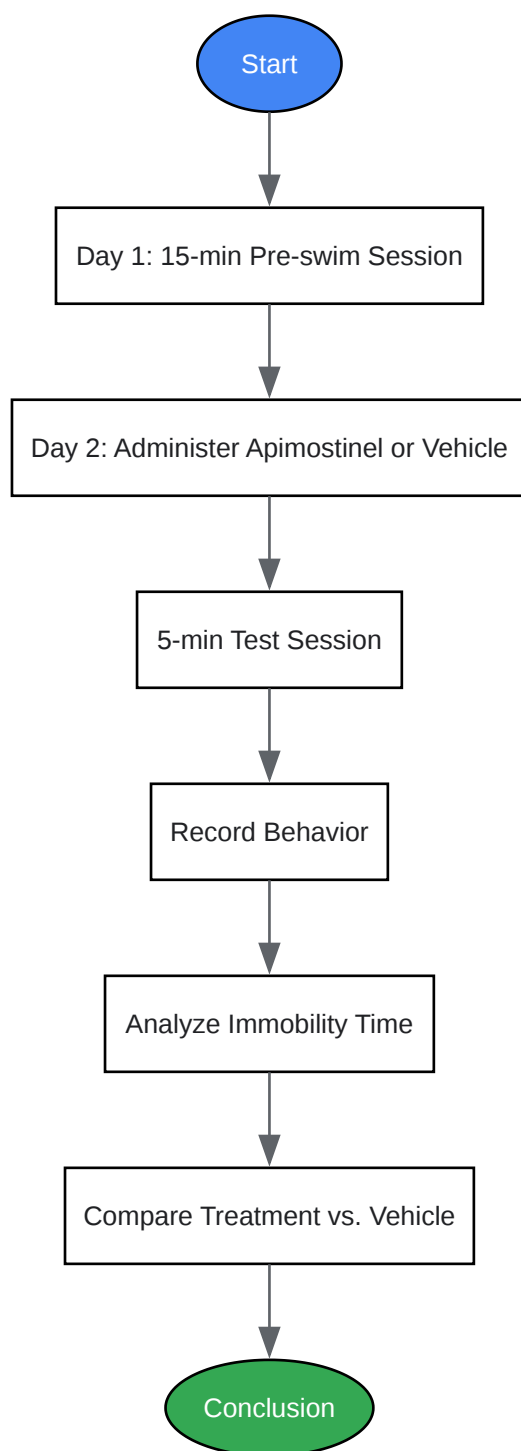 Start
Day 1: 15-min Pre-swim Session
Day 2: Administer Apimostinel or Vehicle
5-min Test Session
Record Behavior
Analyze Immobility Time
Compare Treatment vs. Vehicle
Conclusion